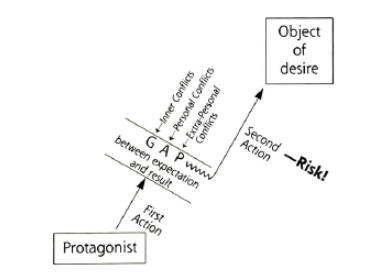 Object
of
desire
Inner Conflicts
Personal Conflicts
Extra-Personal
Conflicts
GAP
between expectation
and result
Second
Action
—Risk!
First
Action
Protagonist